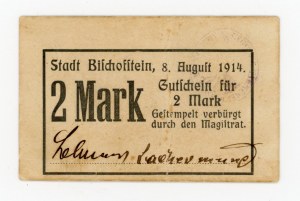 Stadt Bischofstein, 8. August 1914.
2 Mark
Gutschein für
2 Mark
Gestempelt verbürgt
durch den Magistrat.